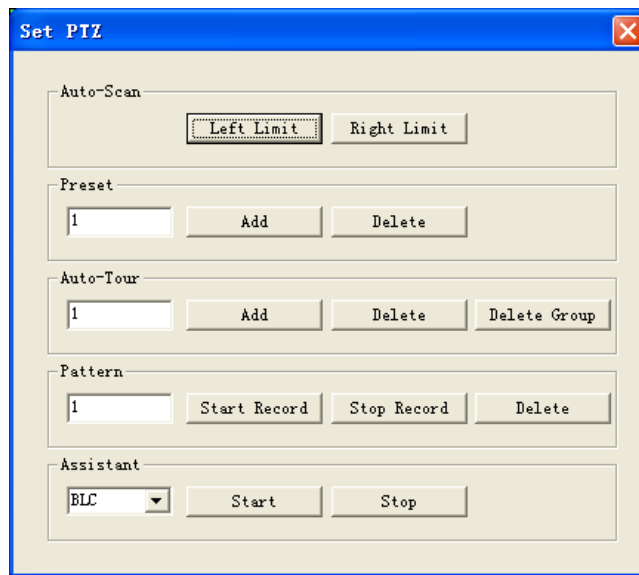 Set PTZ
Auto-Scan
Left Limit Right Limit
Preset
1 Add Delete
Auto-Tour
1 Add Delete Delete Group
Pattern
1 Start Record Stop Record Delete
Assistant
BLC Start Stop